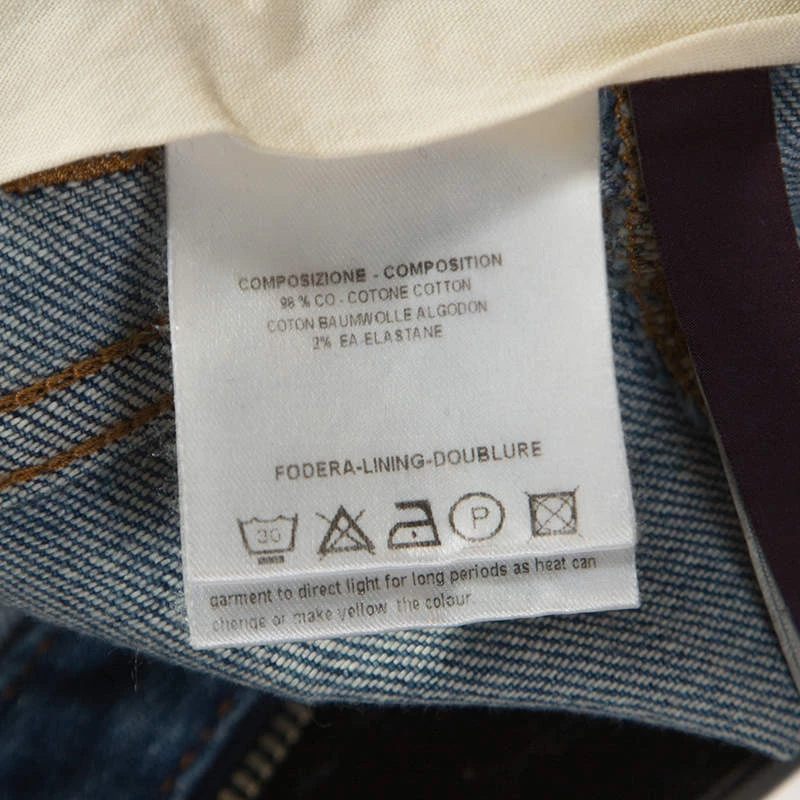 COMPOSIZIONE - COMPOSITION
98 % CO - COTONE COTTON
COTON BAUMWOLLE ALGODON
2% EA-ELASTANE
FODERA-LINING-DOUBLURE
30 P
garment to direct light for long periods as heat can
change or make yellow the colour